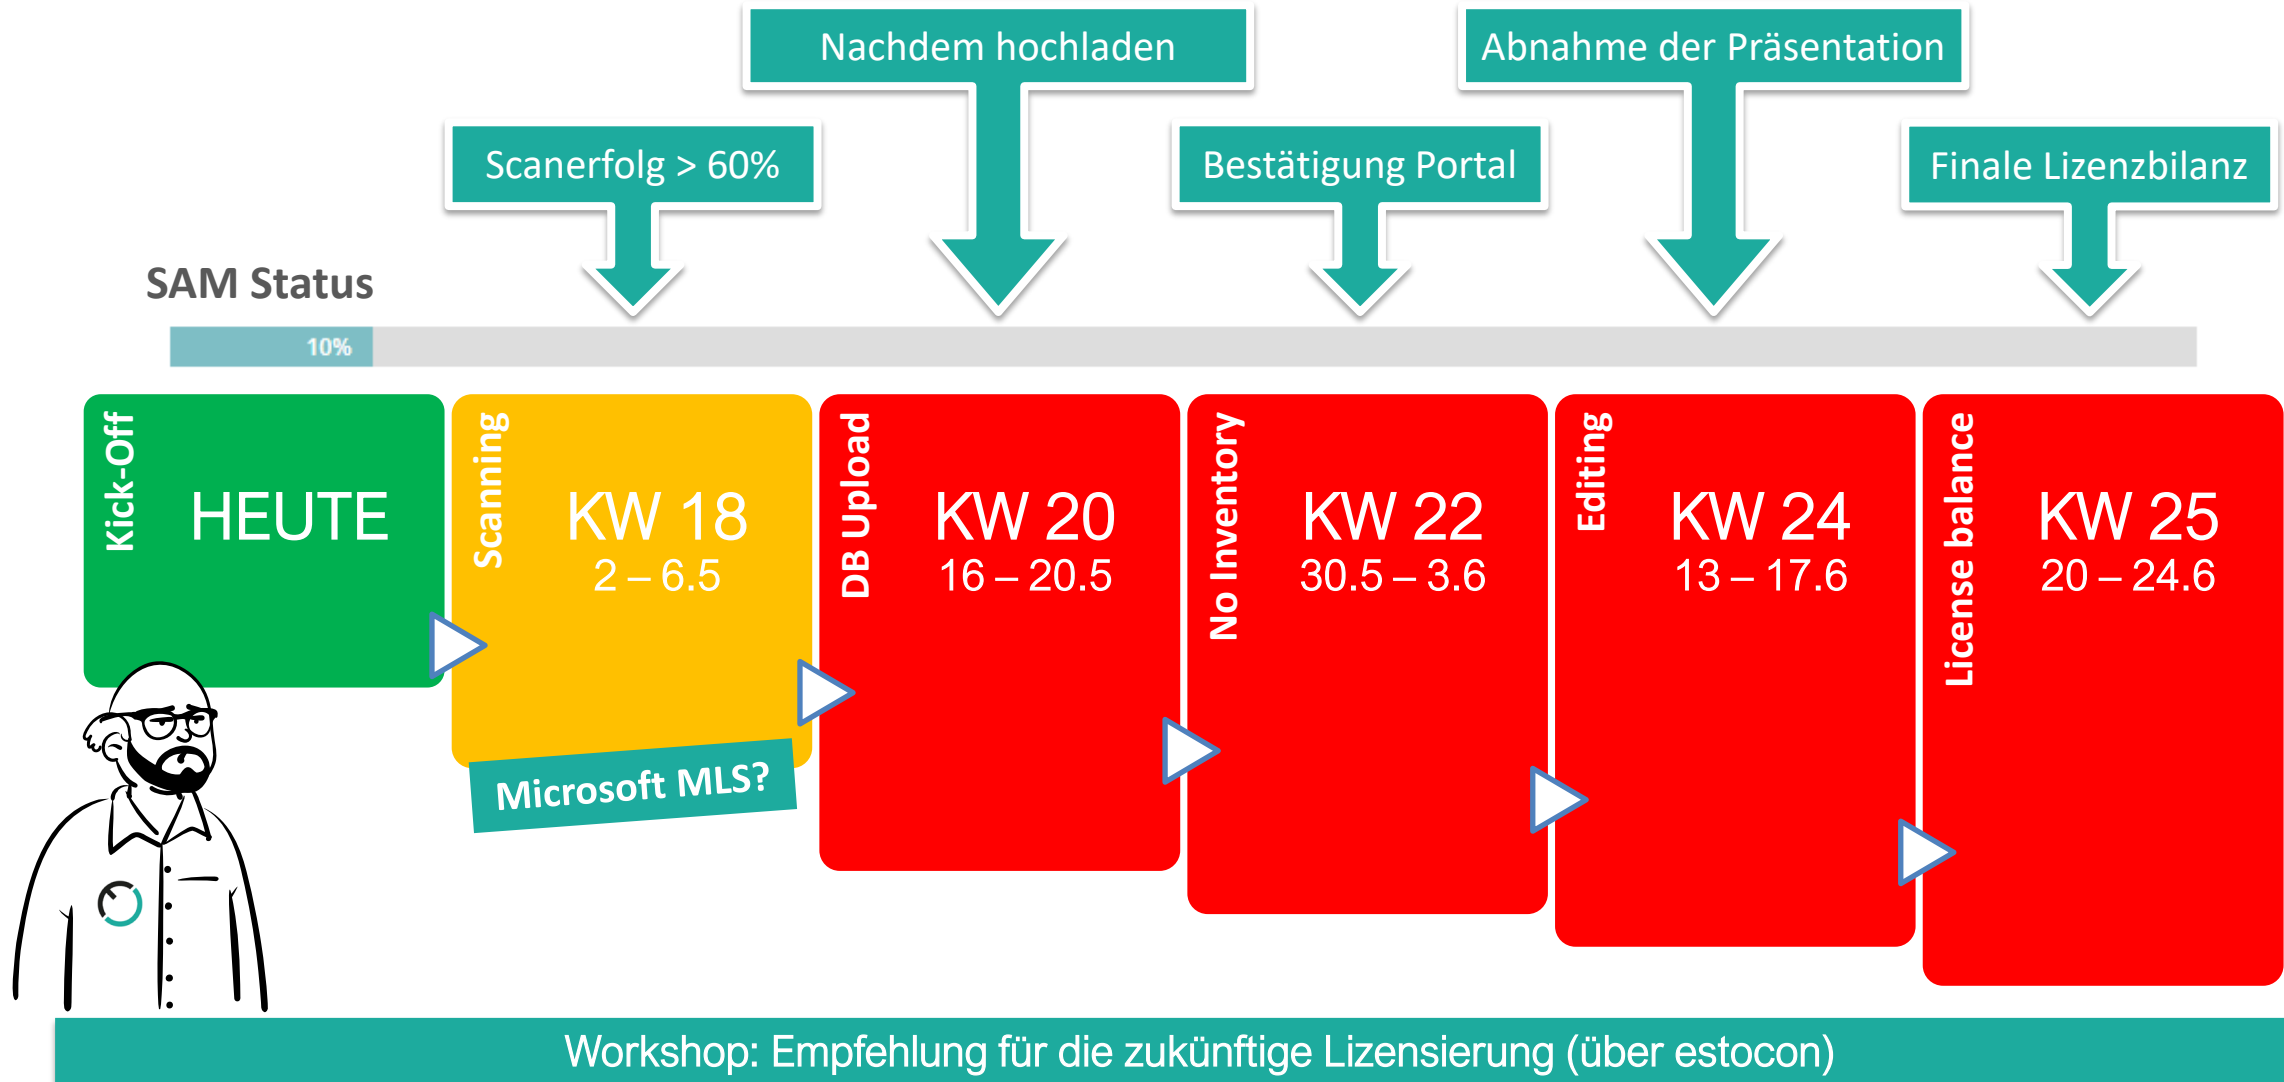 Nachdem hochladen
Abnahme der Präsentation
Scanerfolg > 60%
Bestätigung Portal
Finale Lizenzbilanz
SAM Status
10%
Kick-Off
HEUTE
Scanning
KW 18
2 – 6.5
Microsoft MLS?
DB Upload
KW 20
16 – 20.5
No Inventory
KW 22
30.5 – 3.6
Editing
KW 24
13 – 17.6
License balance
KW 25
20 – 24.6
Workshop: Empfehlung für die zukünftige Lizensierung (über estocon)